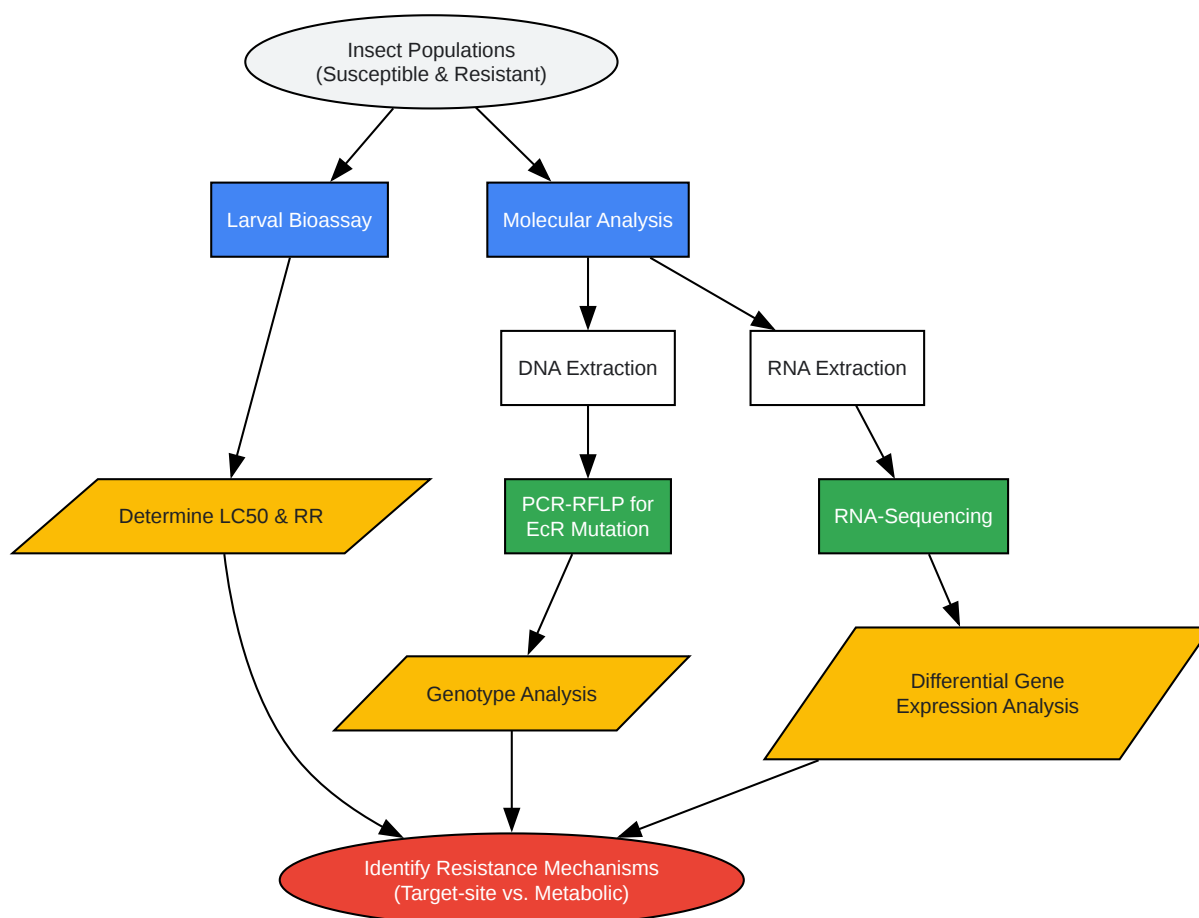 Insect Populations
(Susceptible & Resistant)
Larval Bioassay
Molecular Analysis
DNA Extraction
RNA Extraction
Determine LC50 & RR
PCR-RFLP for
EcR Mutation
RNA-Sequencing
Genotype Analysis
Differential Gene
Expression Analysis
Identify Resistance Mechanisms
(Target-site vs. Metabolic)